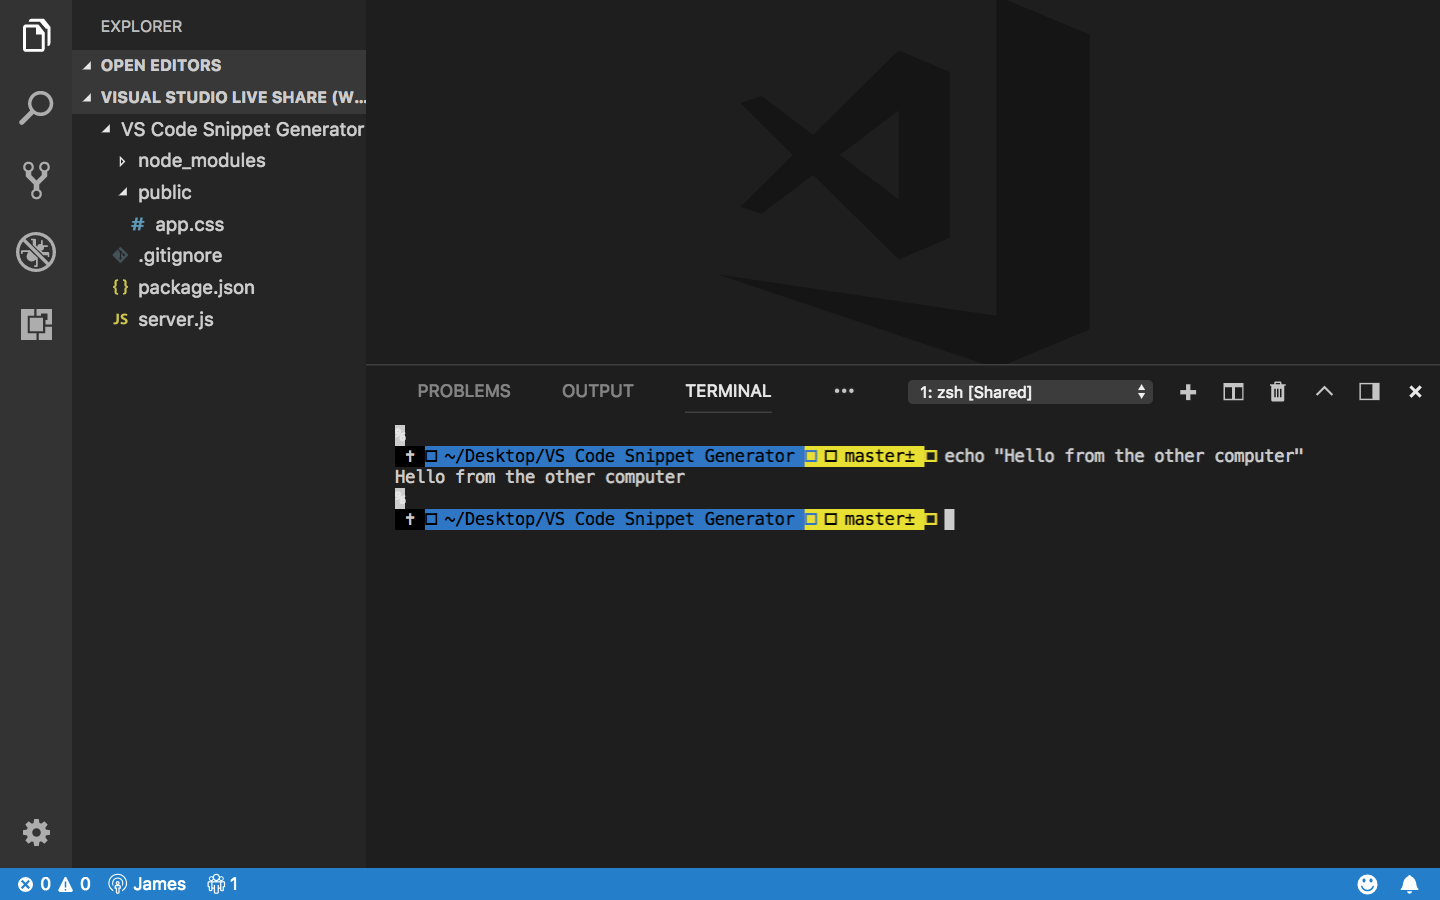 EXPLORER
OPEN EDITORS
VISUAL STUDIO LIVE SHARE (W...
VS Code Snippet Generator
node_modules
public
# app.css
.gitignore
{} package.json
JS server.js
PROBLEMS OUTPUT TERMINAL ••• 1: zsh [Shared]
%
✝ □ ~/Desktop/VS Code Snippet Generator □ □ master± □ echo "Hello from the other computer"
Hello from the other computer
%
✝ □ ~/Desktop/VS Code Snippet Generator □ □ master± □
0 0 James 1